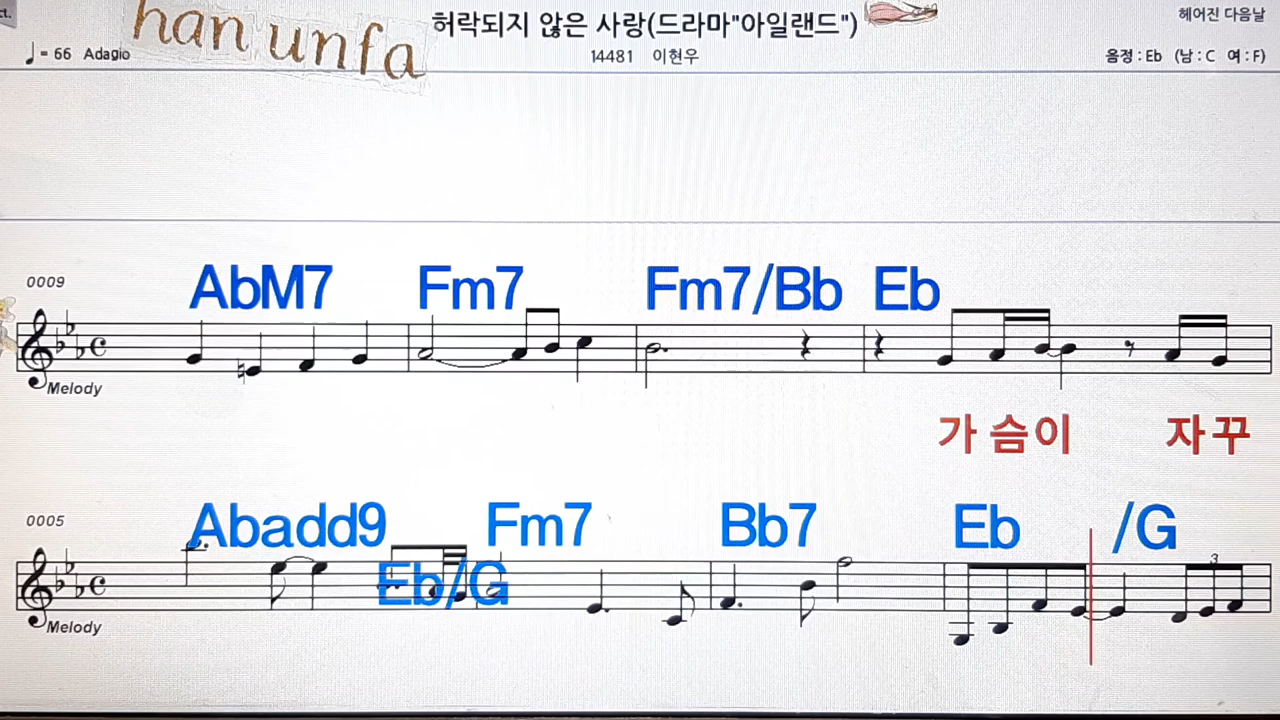 ct.
han unfa
허락되지 않은 사랑(드라마"아일랜드")
헤어진 다음날
♩= 66 Adagio
14481 이현우
음정 : Eb (남 : C 여 : F)
0009
AbM7 Fm7 Fm7/Bb Eb
Melody
가 슴이 자꾸
0005
Abadd9 Fm7 Bb7 Eb /G
Eb/G
3
Melody